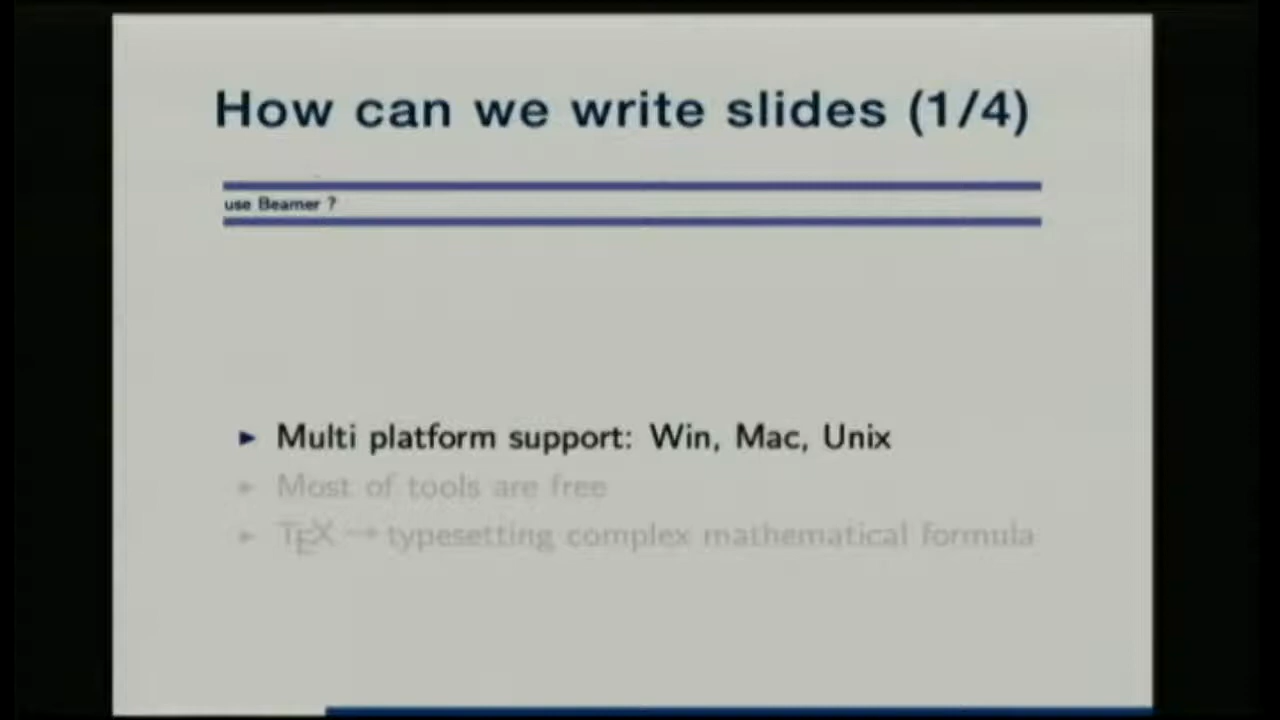 How can we write slides (1/4)
use Beamer ?
► Multi platform support: Win, Mac, Unix
► Most of tools are free
► TEX → typesetting complex mathematical formula